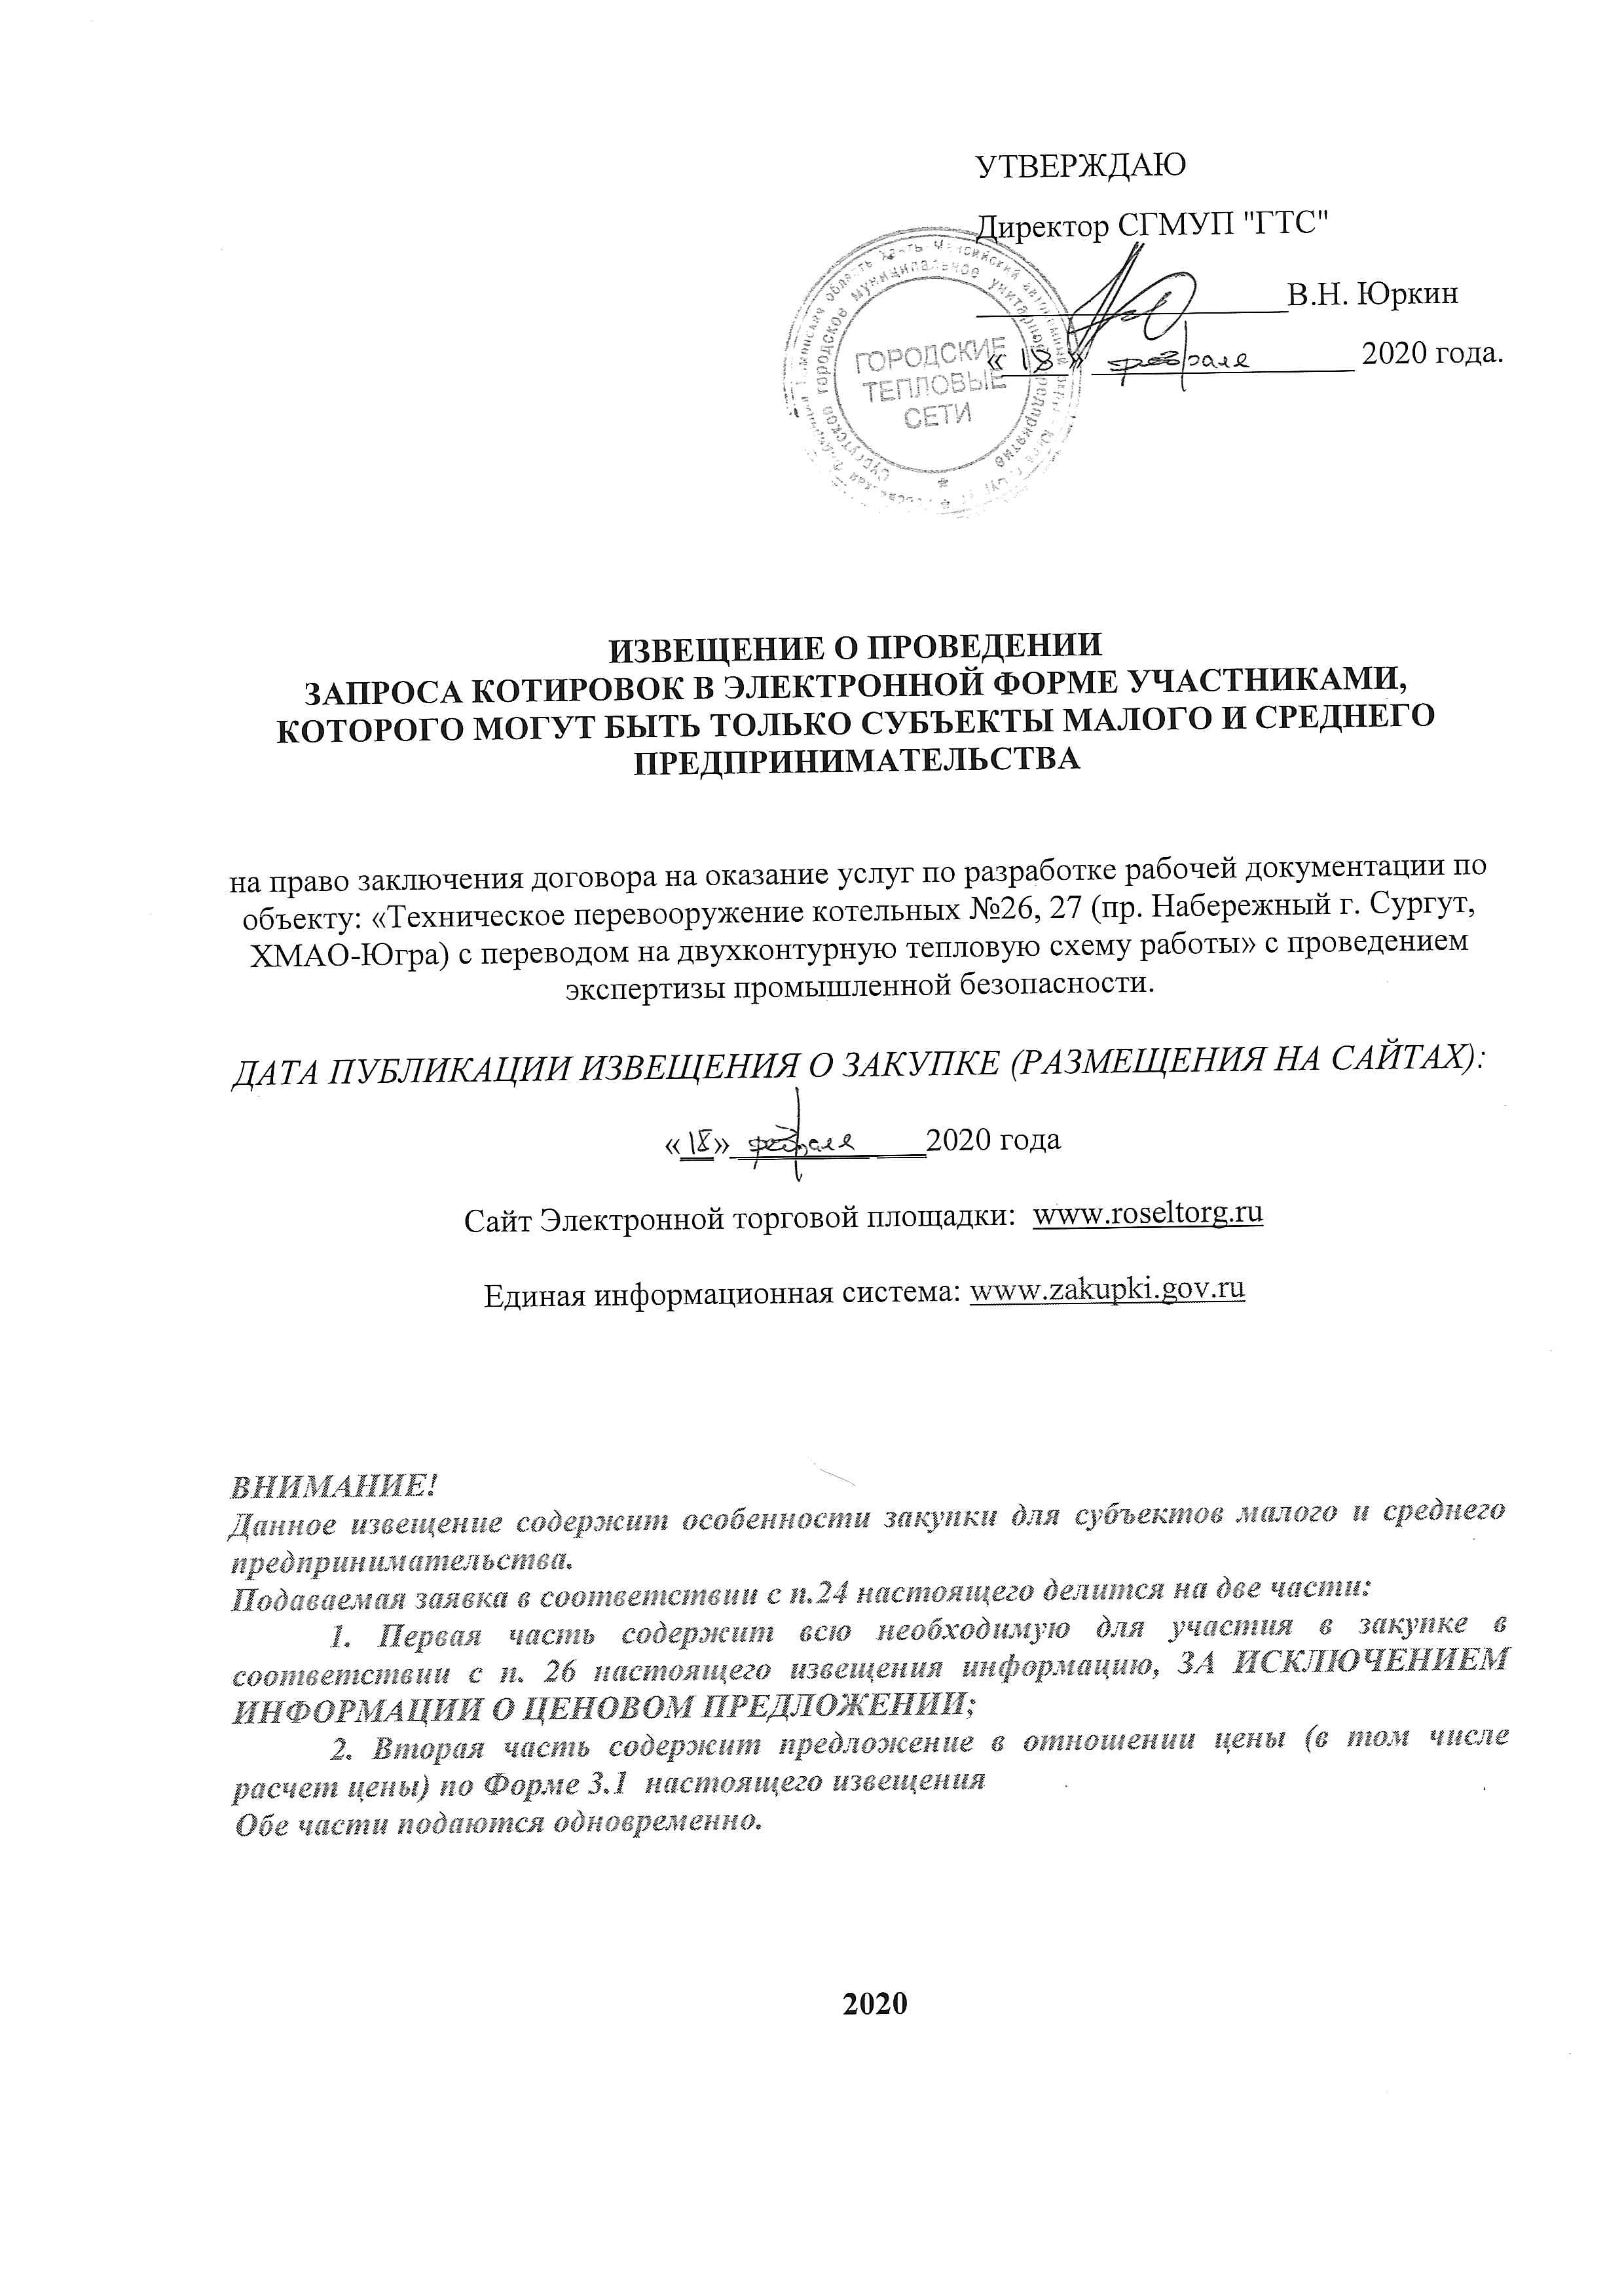 УТВЕРЖДАЮ
Директор СГМУП "ГТС"
В.Н. Юркин
«18» февраля 2020 года.
городское муниципальное унитарное предприятие
ГОРОДСКИЕ
ТЕПЛОВЫЕ
СЕТИ
ИЗВЕЩЕНИЕ О ПРОВЕДЕНИИ
ЗАПРОСА КОТИРОВОК В ЭЛЕКТРОННОЙ ФОРМЕ УЧАСТНИКАМИ,
КОТОРОГО МОГУТ БЫТЬ ТОЛЬКО СУБЪЕКТЫ МАЛОГО И СРЕДНЕГО
ПРЕДПРИНИМАТЕЛЬСТВА
на право заключения договора на оказание услуг по разработке рабочей документации по
объекту: «Техническое перевооружение котельных №26, 27 (пр. Набережный г. Сургут,
ХМАО-Югра) с переводом на двухконтурную тепловую схему работы» с проведением
экспертизы промышленной безопасности.
ДАТА ПУБЛИКАЦИИ ИЗВЕЩЕНИЯ О ЗАКУПКЕ (РАЗМЕЩЕНИЯ НА САЙТАХ):
«18» февраля 2020 года
Сайт Электронной торговой площадки: www.roseltorg.ru
Единая информационная система: www.zakupki.gov.ru
ВНИМАНИЕ!
Данное извещение содержит особенности закупки для субъектов малого и среднего
предпринимательства.
Подаваемая заявка в соответствии с п.24 настоящего делится на две части:
1. Первая часть содержит всю необходимую для участия в закупке в
соответствии с п. 26 настоящего извещения информацию, ЗА ИСКЛЮЧЕНИЕМ
ИНФОРМАЦИИ О ЦЕНОВОМ ПРЕДЛОЖЕНИИ;
2. Вторая часть содержит предложение в отношении цены (в том числе
расчет цены) по Форме 3.1 настоящего извещения
Обе части подаются одновременно.
2020